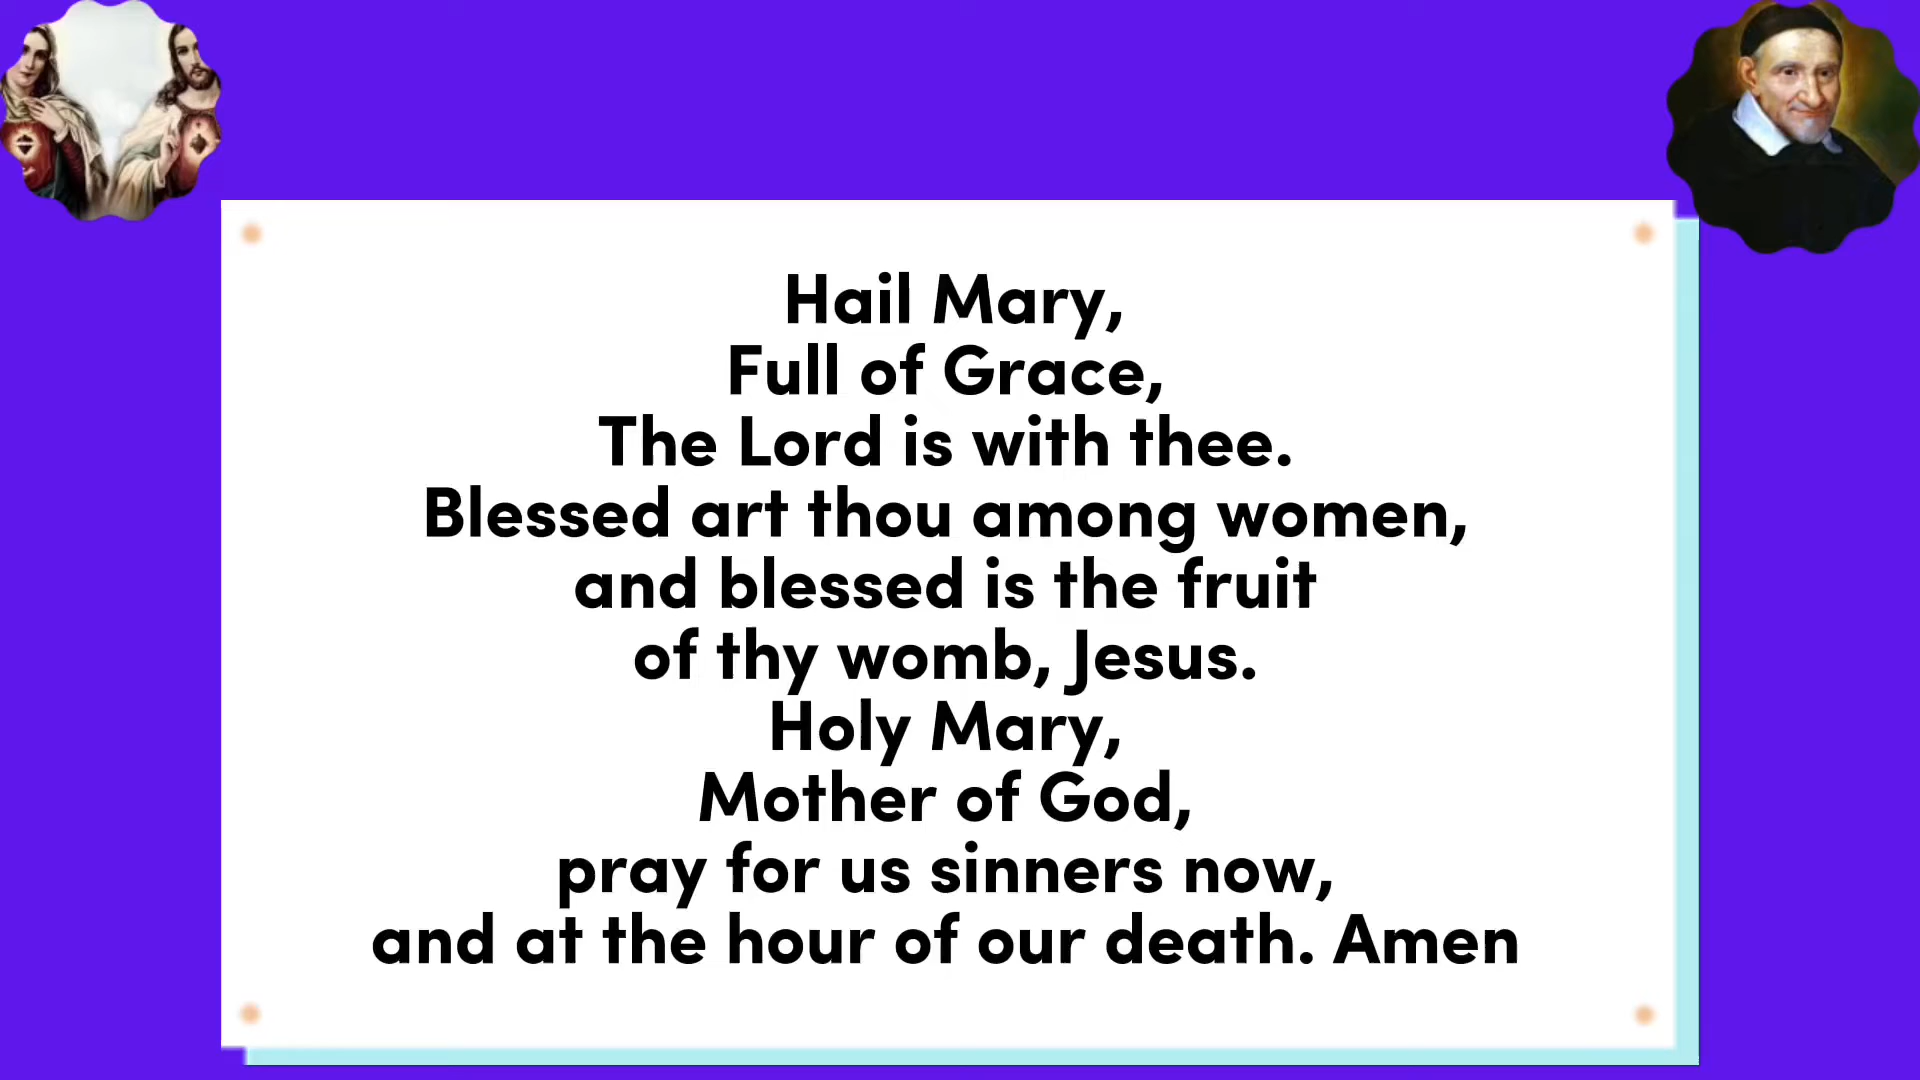 Hail Mary,
Full of Grace,
The Lord is with thee.
Blessed art thou among women,
and blessed is the fruit
of thy womb, Jesus.
Holy Mary,
Mother of God,
pray for us sinners now,
and at the hour of our death. Amen